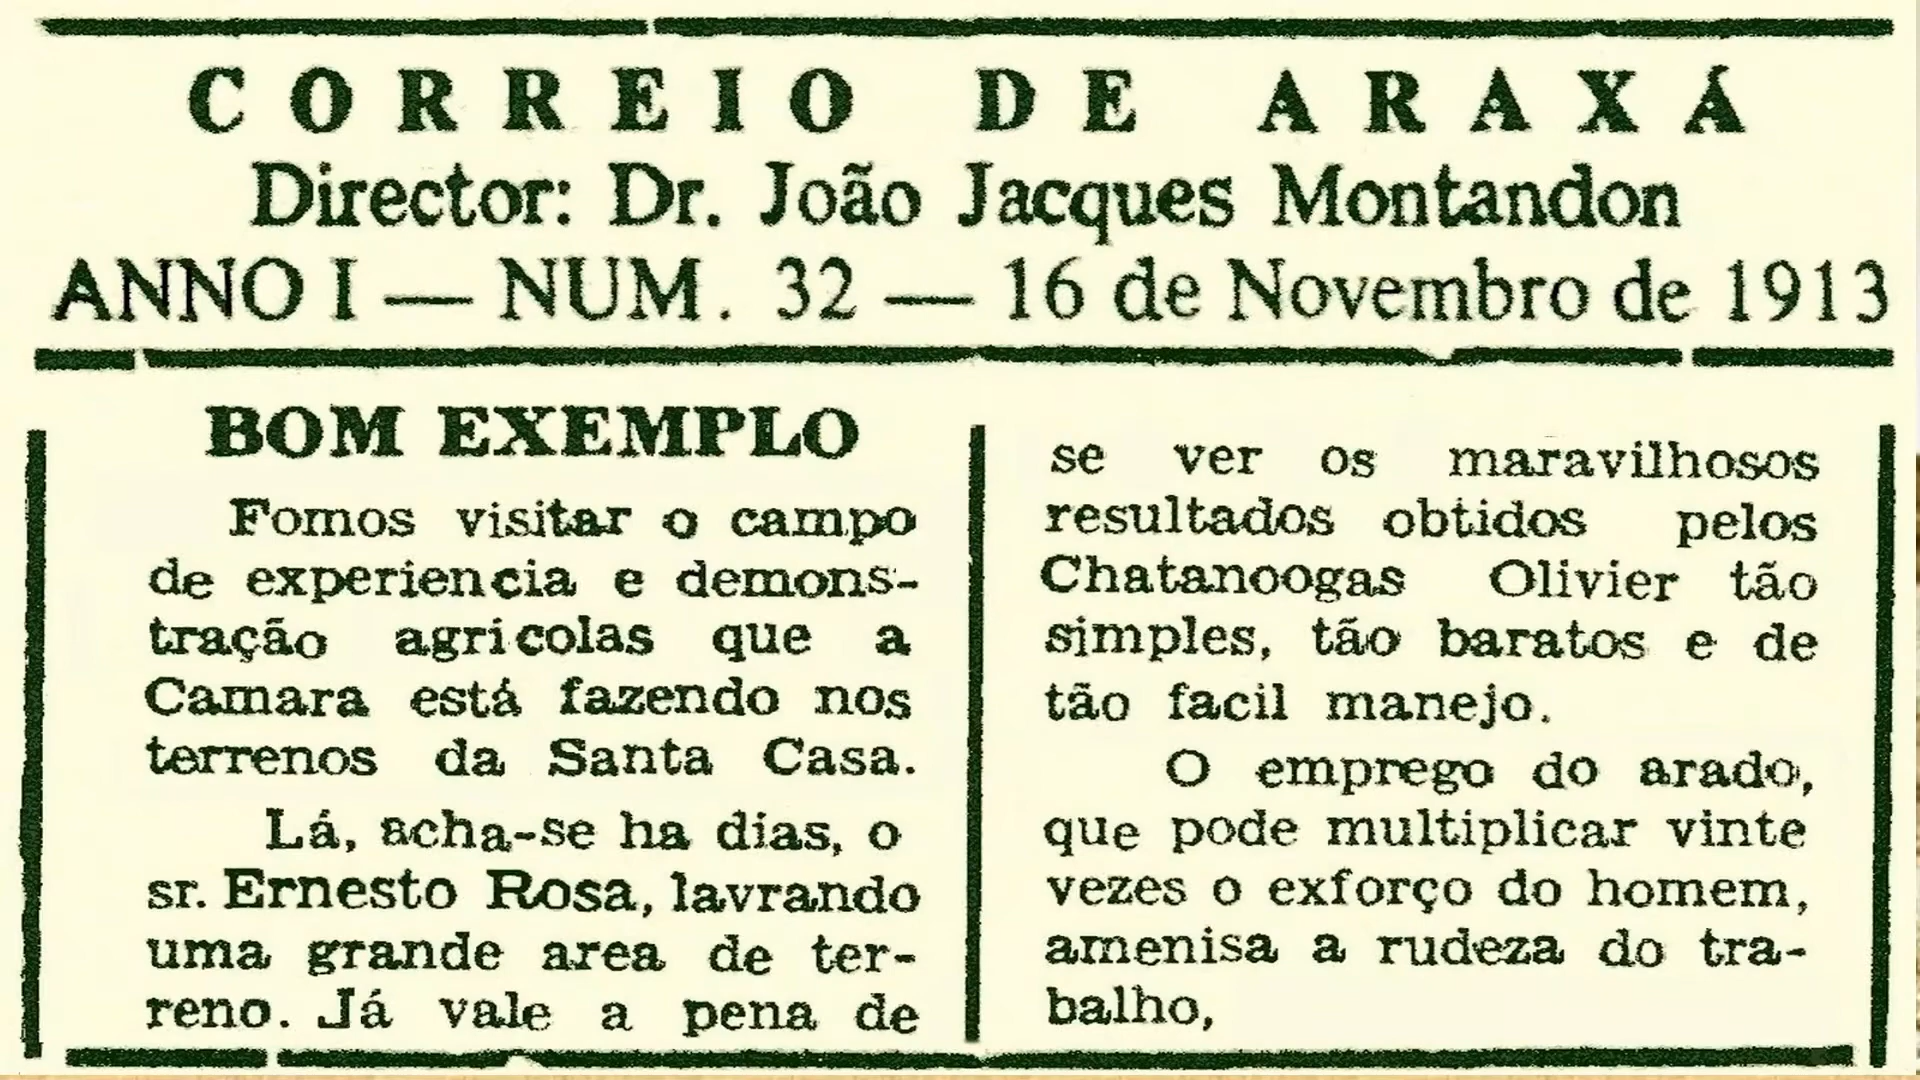 CORREIO DE ARAXÁ
Director: Dr. João Jacques Montandon
ANNO I — NUM. 32 — 16 de Novembro de 1913
BOM EXEMPLO
Fomos visitar o campo
de experiencia e demons-
tração agricolas que a
Camara está fazendo nos
terrenos da Santa Casa.
Lá, acha-se ha dias, o
sr. Ernesto Rosa, lavrando
uma grande area de ter-
reno. Já vale a pena de
se ver os maravilhosos
resultados obtidos pelos
Chatanoogas Olivier tão
simples, tão baratos e de
tão facil manejo.
O emprego do arado,
que pode multiplicar vinte
vezes o exforço do homem,
amenisa a rudeza do tra-
balho,